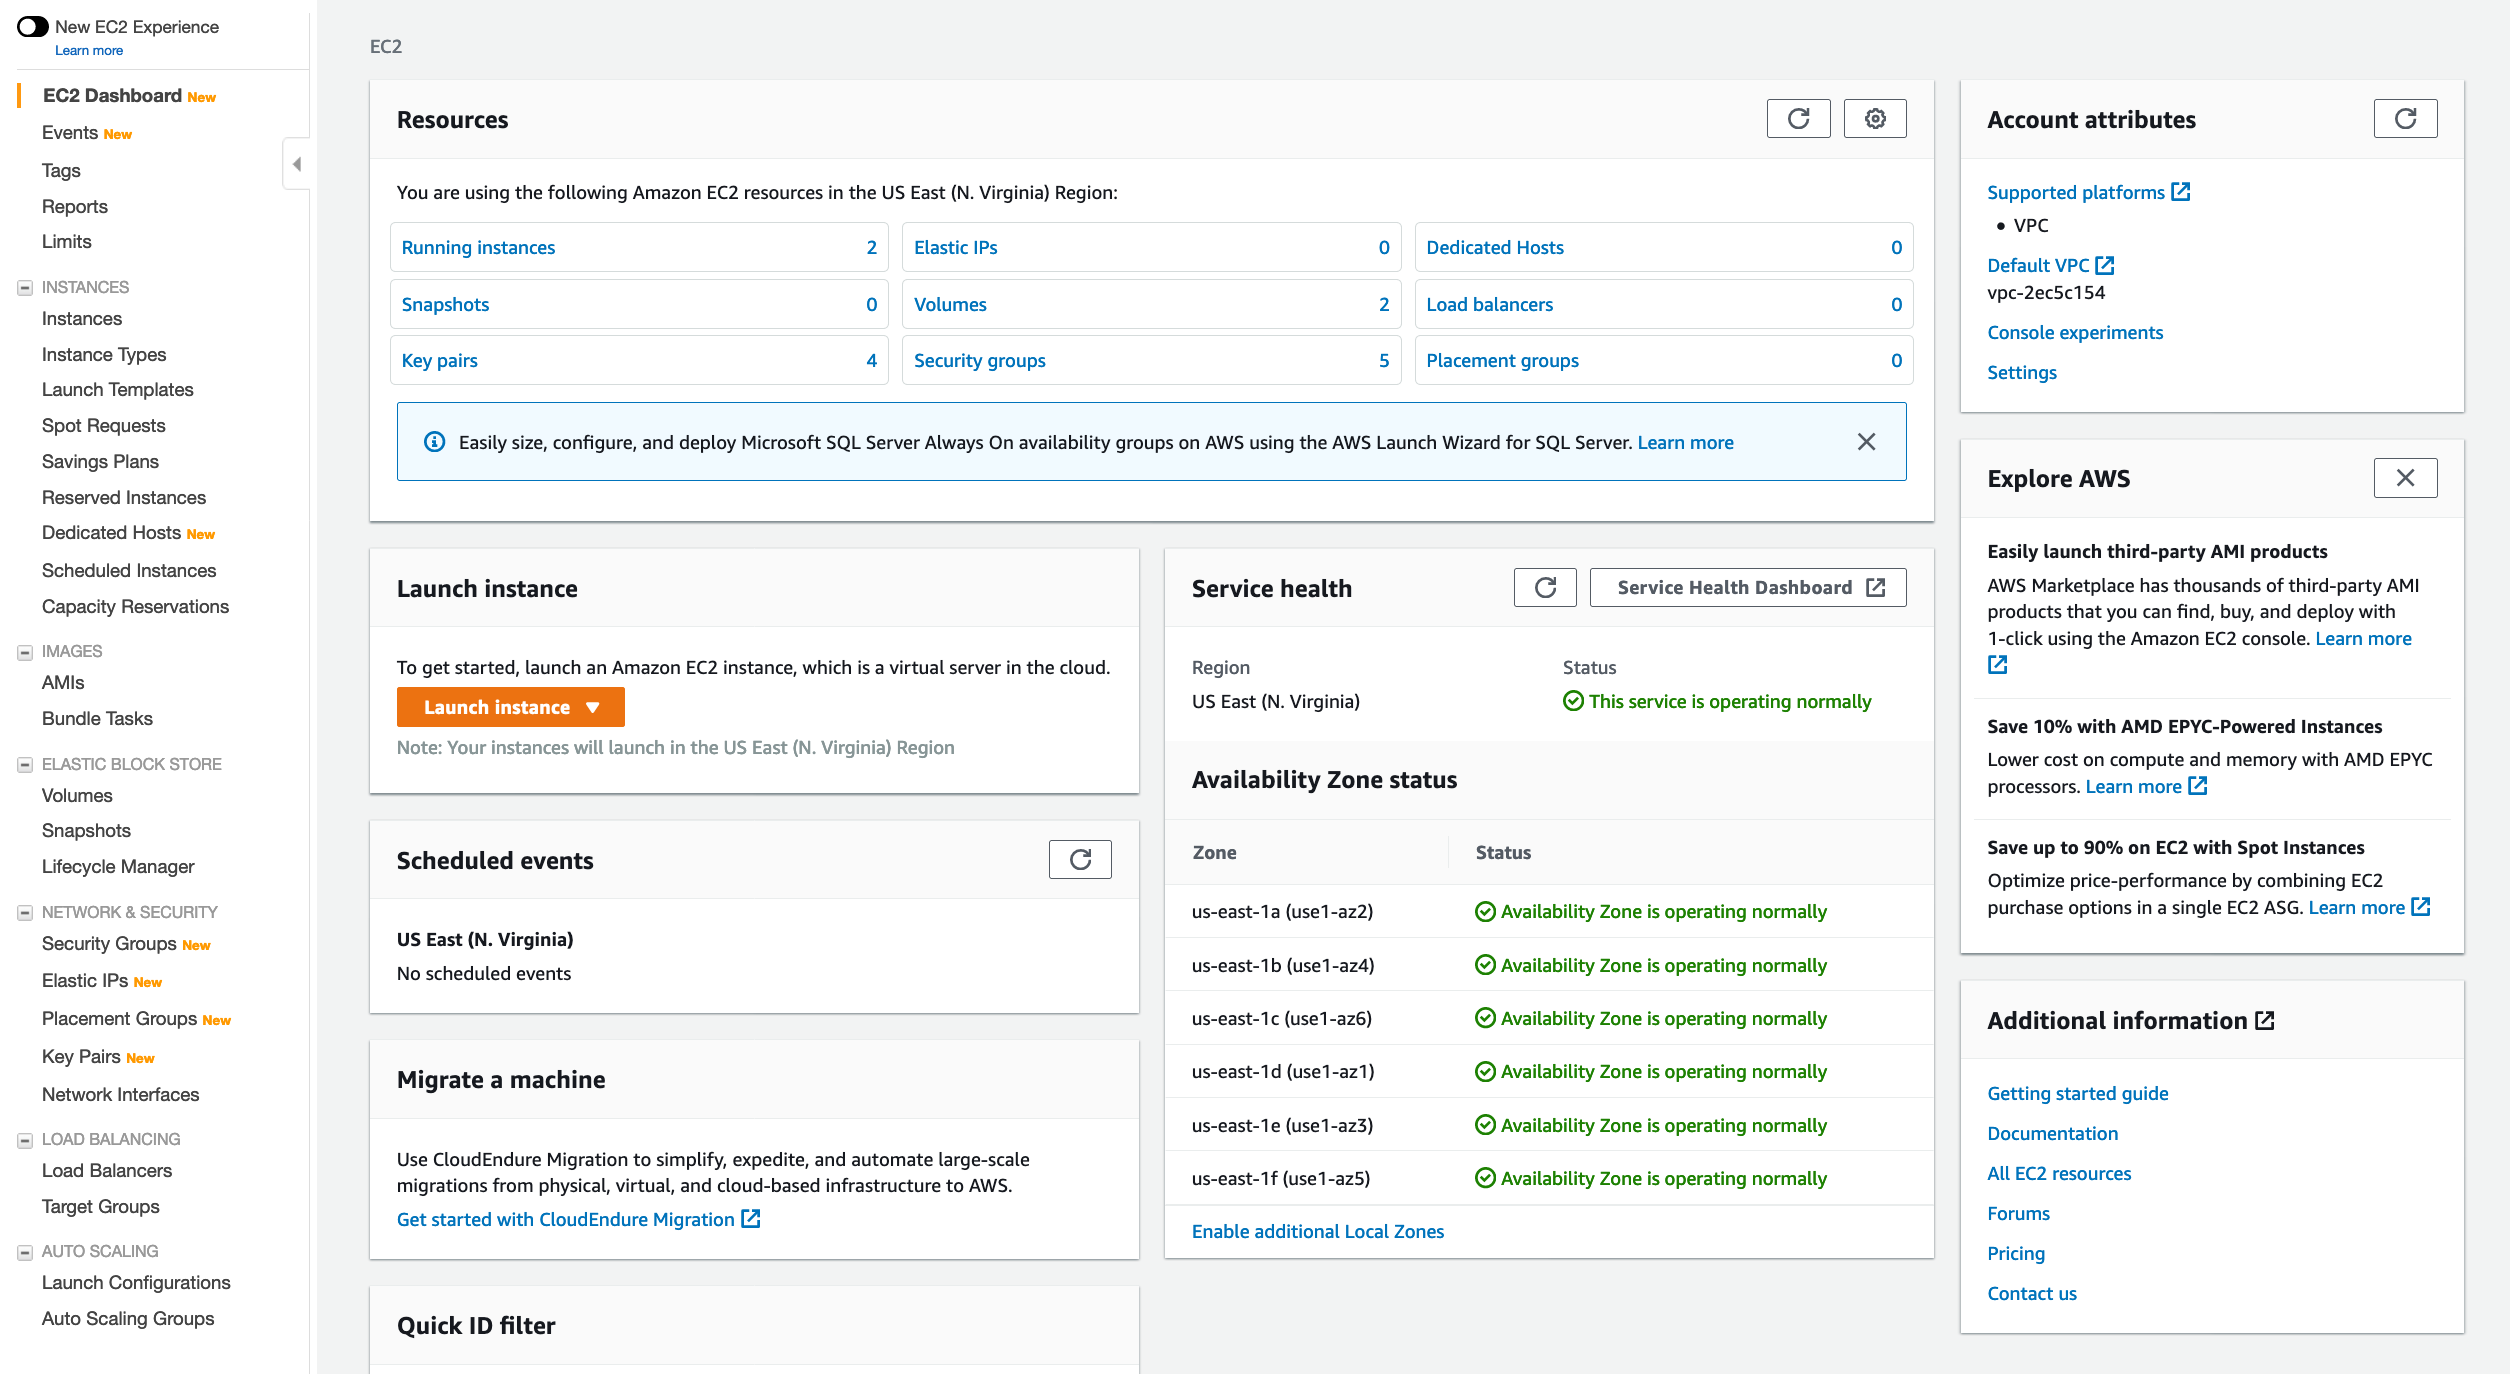 New EC2 Experience
Learn more
EC2 Dashboard New
Events New
Tags
Reports
Limits
INSTANCES
Instances
Instance Types
Launch Templates
Spot Requests
Savings Plans
Reserved Instances
Dedicated Hosts New
Scheduled Instances
Capacity Reservations
IMAGES
AMIs
Bundle Tasks
ELASTIC BLOCK STORE
Volumes
Snapshots
Lifecycle Manager
NETWORK & SECURITY
Security Groups New
Elastic IPs New
Placement Groups New
Key Pairs New
Network Interfaces
LOAD BALANCING
Load Balancers
Target Groups
AUTO SCALING
Launch Configurations
Auto Scaling Groups
EC2
Resources
You are using the following Amazon EC2 resources in the US East (N. Virginia) Region:
Running instances 2
Elastic IPs 0
Dedicated Hosts 0
Snapshots 0
Volumes 2
Load balancers 0
Key pairs 4
Security groups 5
Placement groups 0
Easily size, configure, and deploy Microsoft SQL Server Always On availability groups on AWS using the AWS Launch Wizard for SQL Server. Learn more
Launch instance
To get started, launch an Amazon EC2 instance, which is a virtual server in the cloud.
Launch instance
Note: Your instances will launch in the US East (N. Virginia) Region
Scheduled events
US East (N. Virginia)
No scheduled events
Migrate a machine
Use CloudEndure Migration to simplify, expedite, and automate large-scale
migrations from physical, virtual, and cloud-based infrastructure to AWS.
Get started with CloudEndure Migration
Quick ID filter
Service health
Service Health Dashboard
Region Status
US East (N. Virginia) This service is operating normally
Availability Zone status
Zone Status
us-east-1a (use1-az2) Availability Zone is operating normally
us-east-1b (use1-az4) Availability Zone is operating normally
us-east-1c (use1-az6) Availability Zone is operating normally
us-east-1d (use1-az1) Availability Zone is operating normally
us-east-1e (use1-az3) Availability Zone is operating normally
us-east-1f (use1-az5) Availability Zone is operating normally
Enable additional Local Zones
Account attributes
Supported platforms
• VPC
Default VPC
vpc-2ec5c154
Console experiments
Settings
Explore AWS
Easily launch third-party AMI products
AWS Marketplace has thousands of third-party AMI
products that you can find, buy, and deploy with
1-click using the Amazon EC2 console. Learn more
Save 10% with AMD EPYC-Powered Instances
Lower cost on compute and memory with AMD EPYC
processors. Learn more
Save up to 90% on EC2 with Spot Instances
Optimize price-performance by combining EC2
purchase options in a single EC2 ASG. Learn more
Additional information
Getting started guide
Documentation
All EC2 resources
Forums
Pricing
Contact us